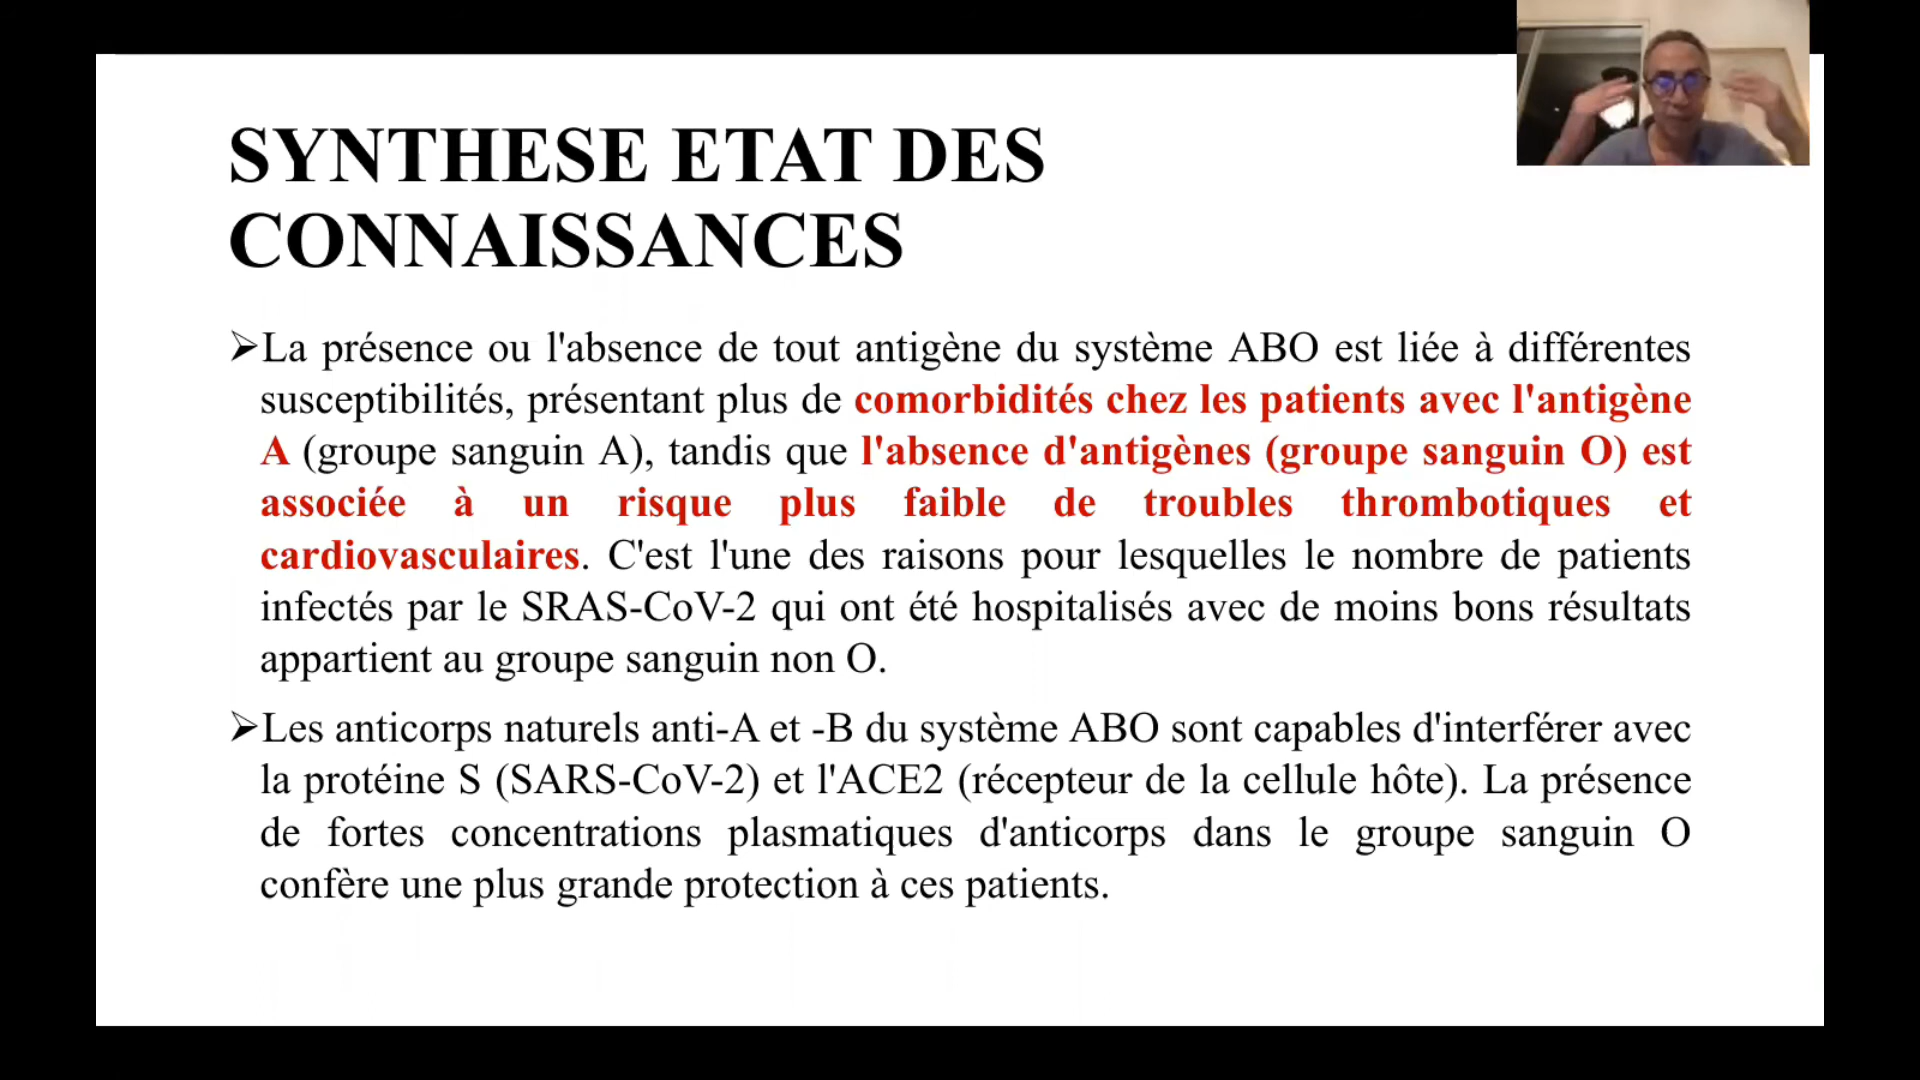 SYNTHESE ETAT DES
CONNAISSANCES
➢La présence ou l'absence de tout antigène du système ABO est liée à différentes
susceptibilités, présentant plus de comorbidités chez les patients avec l'antigène
A (groupe sanguin A), tandis que l'absence d'antigènes (groupe sanguin O) est
associée à un risque plus faible de troubles thrombotiques et
cardiovasculaires. C'est l'une des raisons pour lesquelles le nombre de patients
infectés par le SRAS-CoV-2 qui ont été hospitalisés avec de moins bons résultats
appartient au groupe sanguin non O.
➢Les anticorps naturels anti-A et -B du système ABO sont capables d'interférer avec
la protéine S (SARS-CoV-2) et l'ACE2 (récepteur de la cellule hôte). La présence
de fortes concentrations plasmatiques d'anticorps dans le groupe sanguin O
confère une plus grande protection à ces patients.